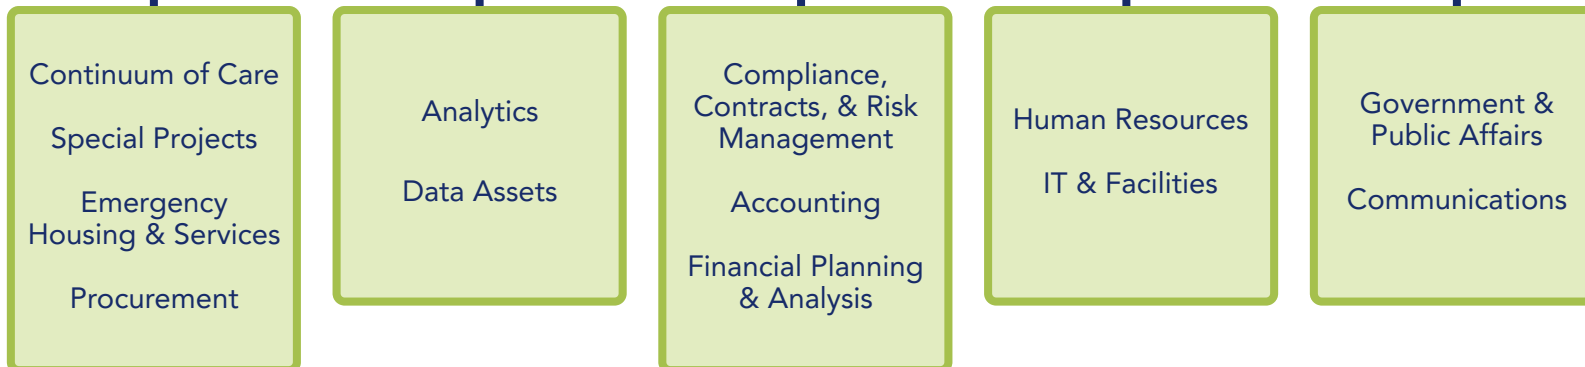 Continuum of Care
Special Projects
Emergency
Housing & Services
Procurement
Analytics
Data Assets
Compliance,
Contracts, & Risk
Management
Accounting
Financial Planning
& Analysis
Human Resources
IT & Facilities
Government &
Public Affairs
Communications